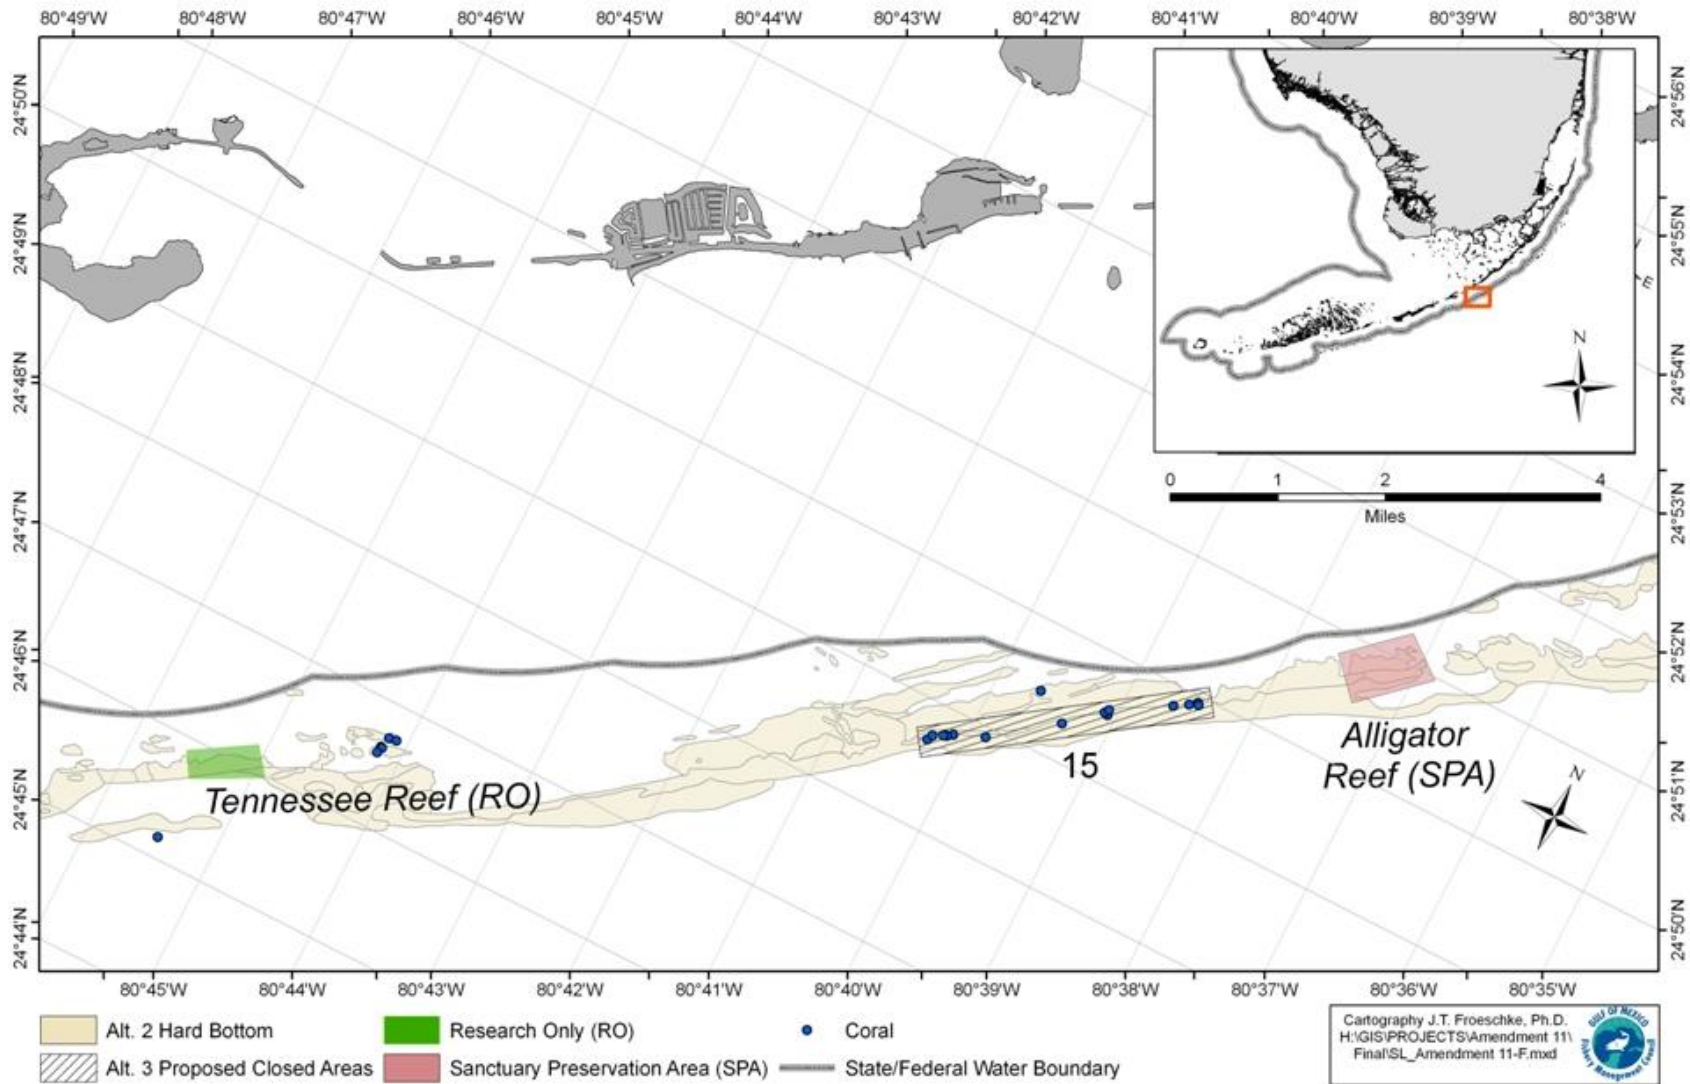 80°49'W 80°48'W 80°47'W 80°46'W 80°45'W 80°44'W 80°43'W 80°42'W 80°41'W 80°40'W 80°39'W 80°38'W
24°50'N
24°49'N
24°48'N
24°47'N
24°46'N
24°45'N
24°44'N
24°56'N
24°55'N
24°54'N
24°53'N
24°52'N
24°51'N
24°50'N
N
0 1 2 4
Miles
15
Alligator
Reef (SPA)
Tennessee Reef (RO)
N
80°45'W 80°44'W 80°43'W 80°42'W 80°41'W 80°40'W 80°39'W 80°38'W 80°37'W 80°36'W 80°35'W
Alt. 2 Hard Bottom
Research Only (RO)
Coral
Alt. 3 Proposed Closed Areas
Sanctuary Preservation Area (SPA)
State/Federal Water Boundary
Cartography J.T. Froeschke, Ph.D.
H:\GIS\PROJECTS\Amendment 11\
Final\SL_Amendment 11-F.mxd
GULF OF MEXICO
Fishery Management Council